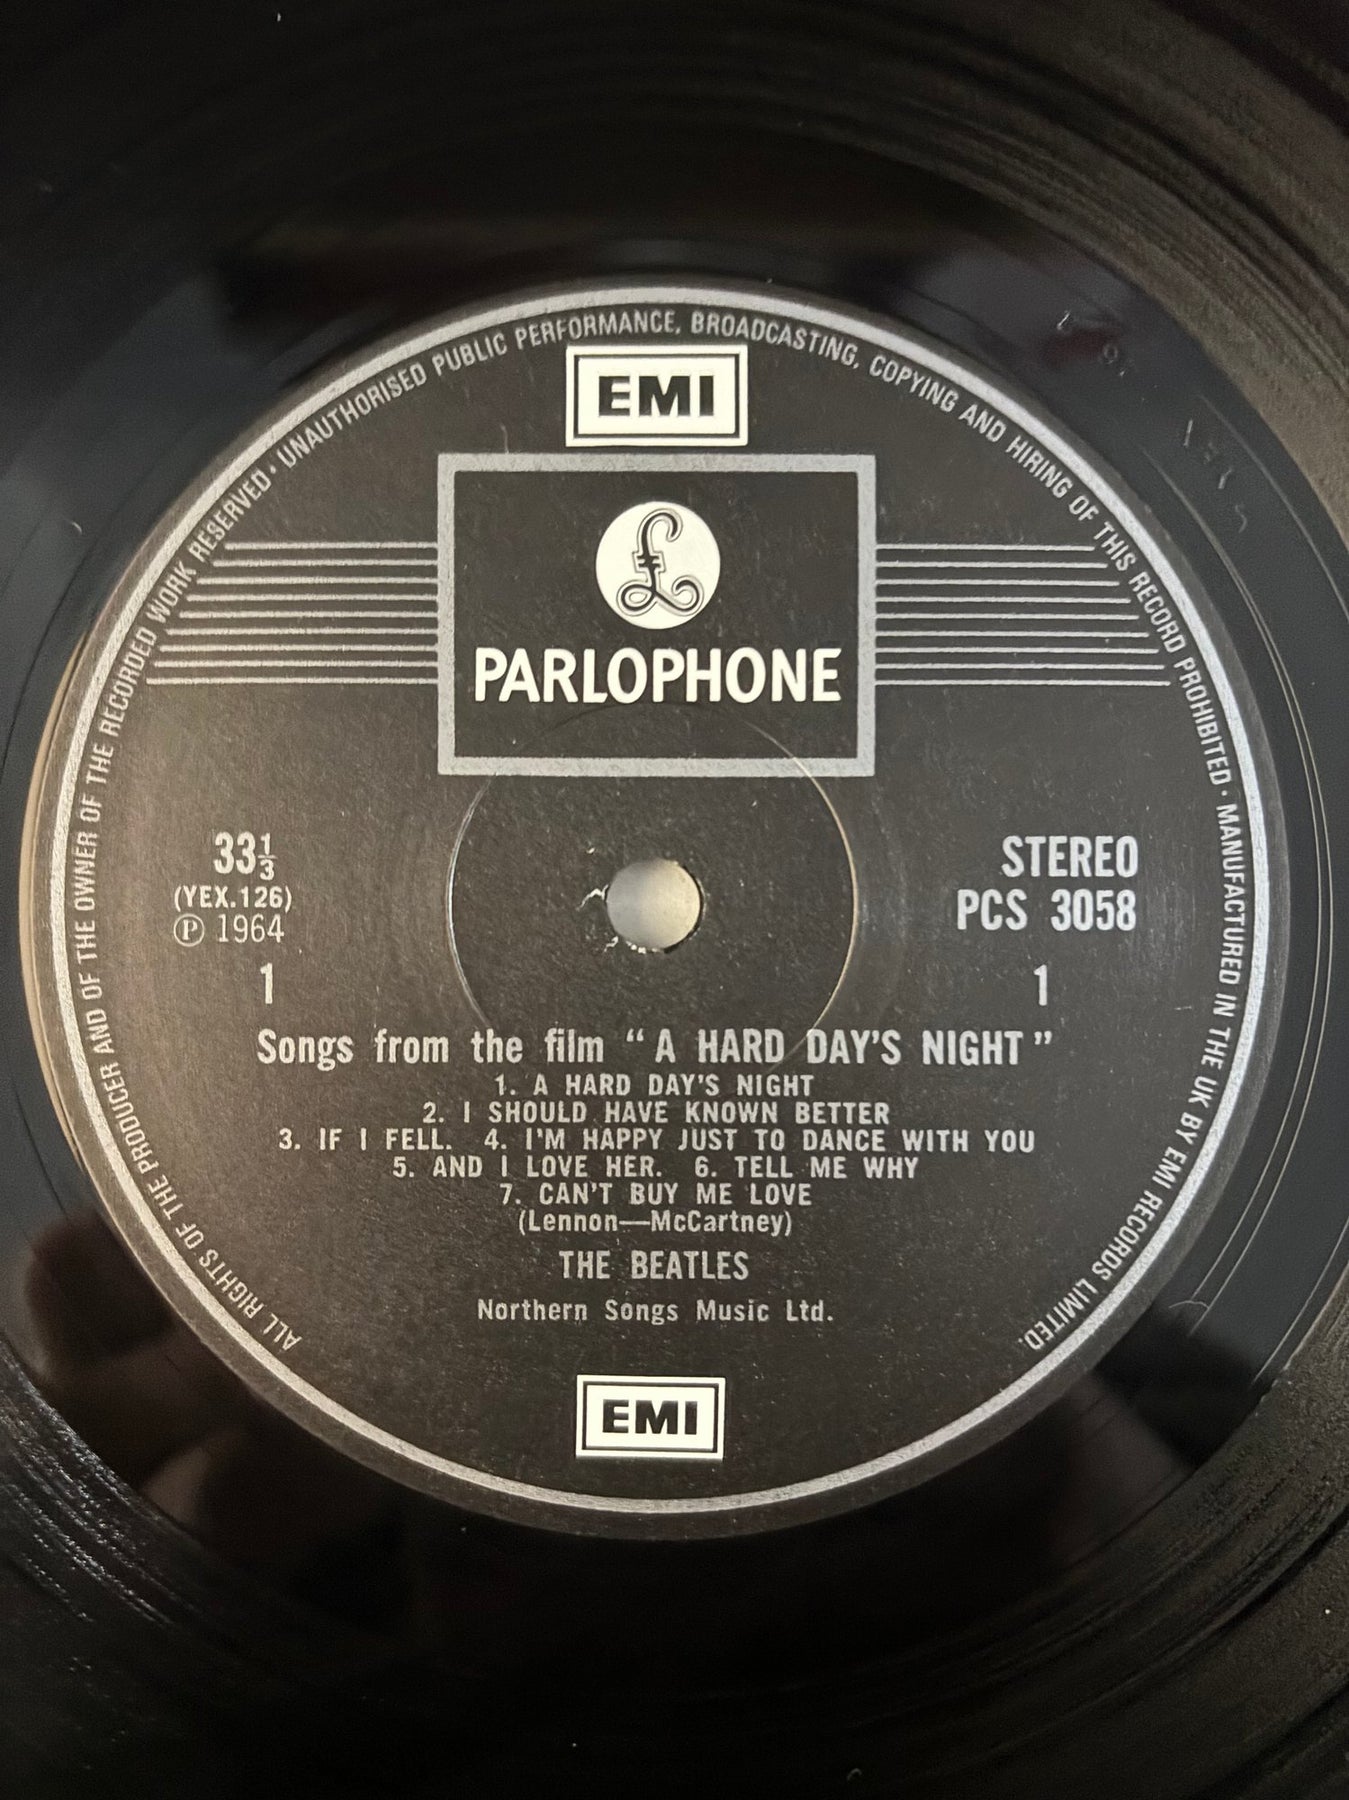 ALL RIGHTS OF THE PRODUCER AND OF THE OWNER OF THE RECORDED WORK RESERVED · UNAUTHORISED PUBLIC PERFORMANCE, BROADCASTING, COPYING AND HIRING OF THIS RECORD PROHIBITED · MANUFACTURED IN THE UK BY EMI RECORDS LIMITED.
EMI
£
PARLOPHONE
33⅓
(YEX.126)
℗ 1964
1
STEREO
PCS 3058
1
Songs from the film “A HARD DAY'S NIGHT”
1. A HARD DAY'S NIGHT
2. I SHOULD HAVE KNOWN BETTER
3. IF I FELL. 4. I'M HAPPY JUST TO DANCE WITH YOU
5. AND I LOVE HER. 6. TELL ME WHY
7. CAN'T BUY ME LOVE
(Lennon—McCartney)
THE BEATLES
Northern Songs Music Ltd.
EMI